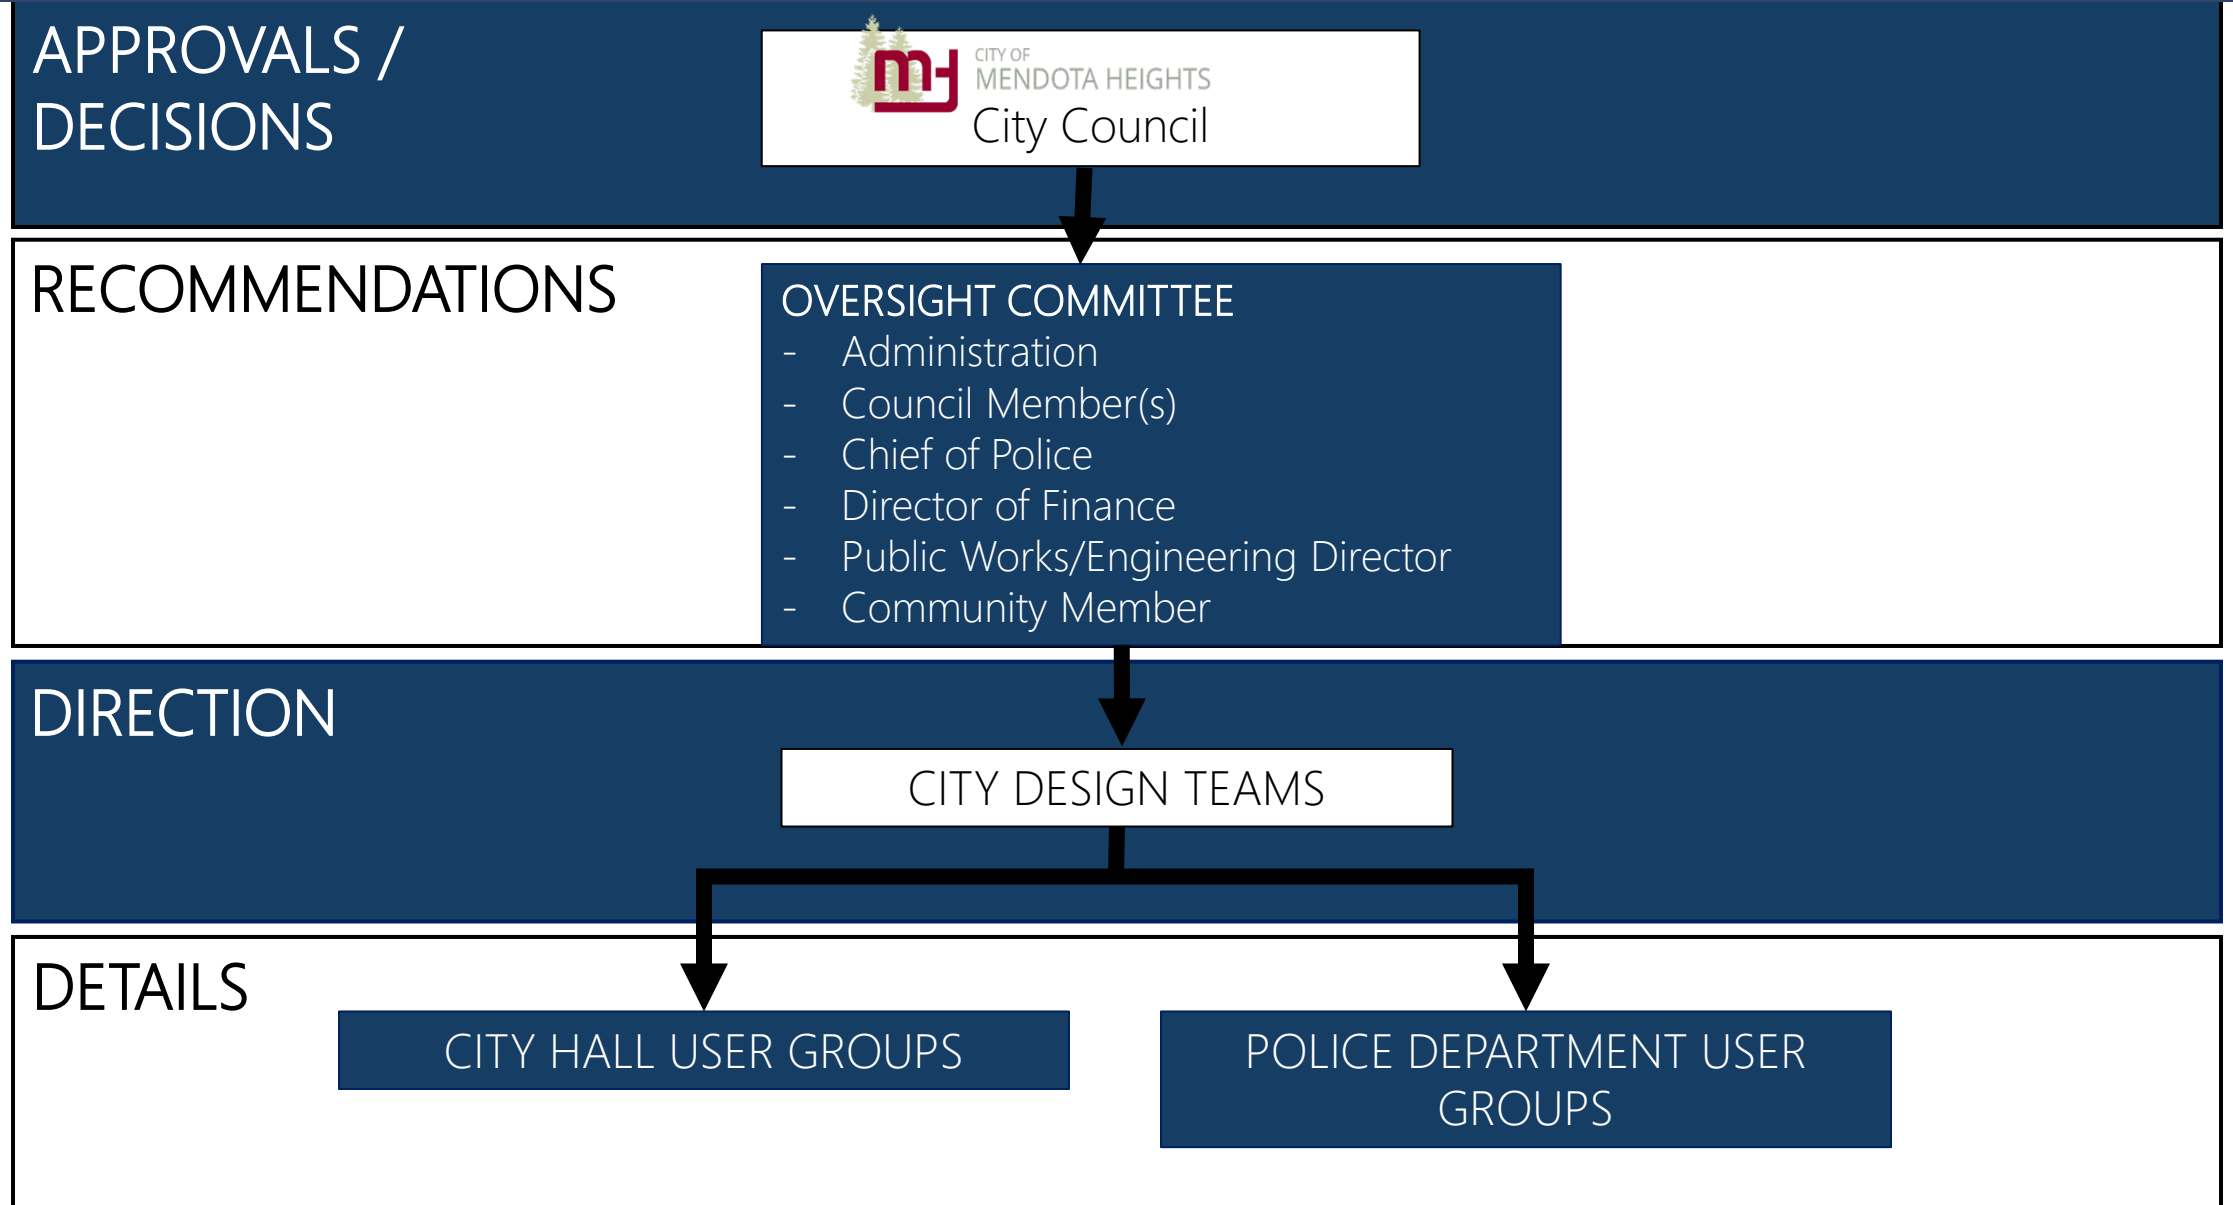 APPROVALS /
DECISIONS
CITY OF
MENDOTA HEIGHTS
City Council
RECOMMENDATIONS
OVERSIGHT COMMITTEE
- Administration
- Council Member(s)
- Chief of Police
- Director of Finance
- Public Works/Engineering Director
- Community Member
DIRECTION
CITY DESIGN TEAMS
DETAILS
CITY HALL USER GROUPS
POLICE DEPARTMENT USER
GROUPS